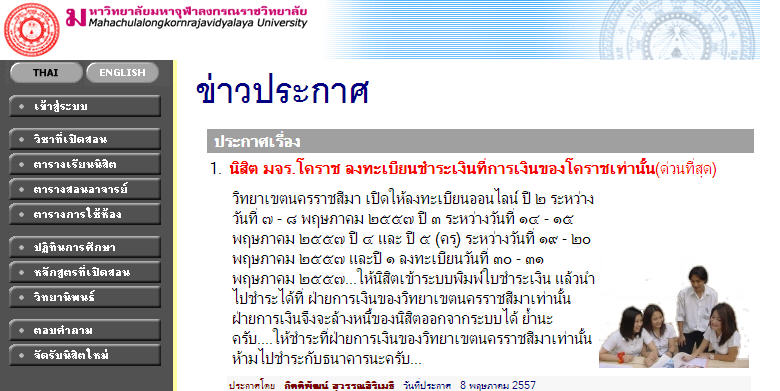 มหาวิทยาลัยมหาจุฬาลงกรณราชวิทยาลัย
Mahachulalongkornrajavidyalaya University
THAI ENGLISH
เข้าสู่ระบบ
วิชาที่เปิดสอน
ตารางเรียนนิสิต
ตารางสอนอาจารย์
ตารางการใช้ห้อง
ปฏิทินการศึกษา
หลักสูตรที่เปิดสอน
วิทยานิพนธ์
ตอบคำถาม
จัดรับนิสิตใหม่
ข่าวประกาศ
ประกาศเรื่อง
1. นิสิต มจร.โคราช ลงทะเบียนชำระเงินที่การเงินของโคราชเท่านั้น(ด่วนที่สุด)
วิทยาเขตนครราชสีมา เปิดให้ลงทะเบียนออนไลน์ ปี ๒ ระหว่าง
วันที่ ๗ - ๘ พฤษภาคม ๒๕๕๗ ปี ๓ ระหว่างวันที่ ๑๔ - ๑๕
พฤษภาคม ๒๕๕๗ ปี ๔ และ ปี ๕ (คร) ระหว่างวันที่ ๑๙ - ๒๐
พฤษภาคม ๒๕๕๗ และปี ๑ ลงทะเบียนวันที่ ๓๐ - ๓๑
พฤษภาคม ๒๕๕๗...ให้นิสิตเข้าระบบพิมพ์ใบชำระเงิน แล้วนำ
ไปชำระได้ที่ ฝ่ายการเงินของวิทยาเขตนครราชสีมาเท่านั้น
ฝ่ายการเงินจึงจะล้างหนี้ของนิสิตออกจากระบบได้ ย้ำนะ
ครับ....ให้ชำระที่ฝ่ายการเงินของวิทยาเขตนครราชสีมาเท่านั้น
ห้ามไปชำระกับธนาคารนะครับ...
ประกาศโดย กิตติพัฒน์ สุวรรณสิริเมธี วันที่ประกาศ 8 พฤษภาคม 2557